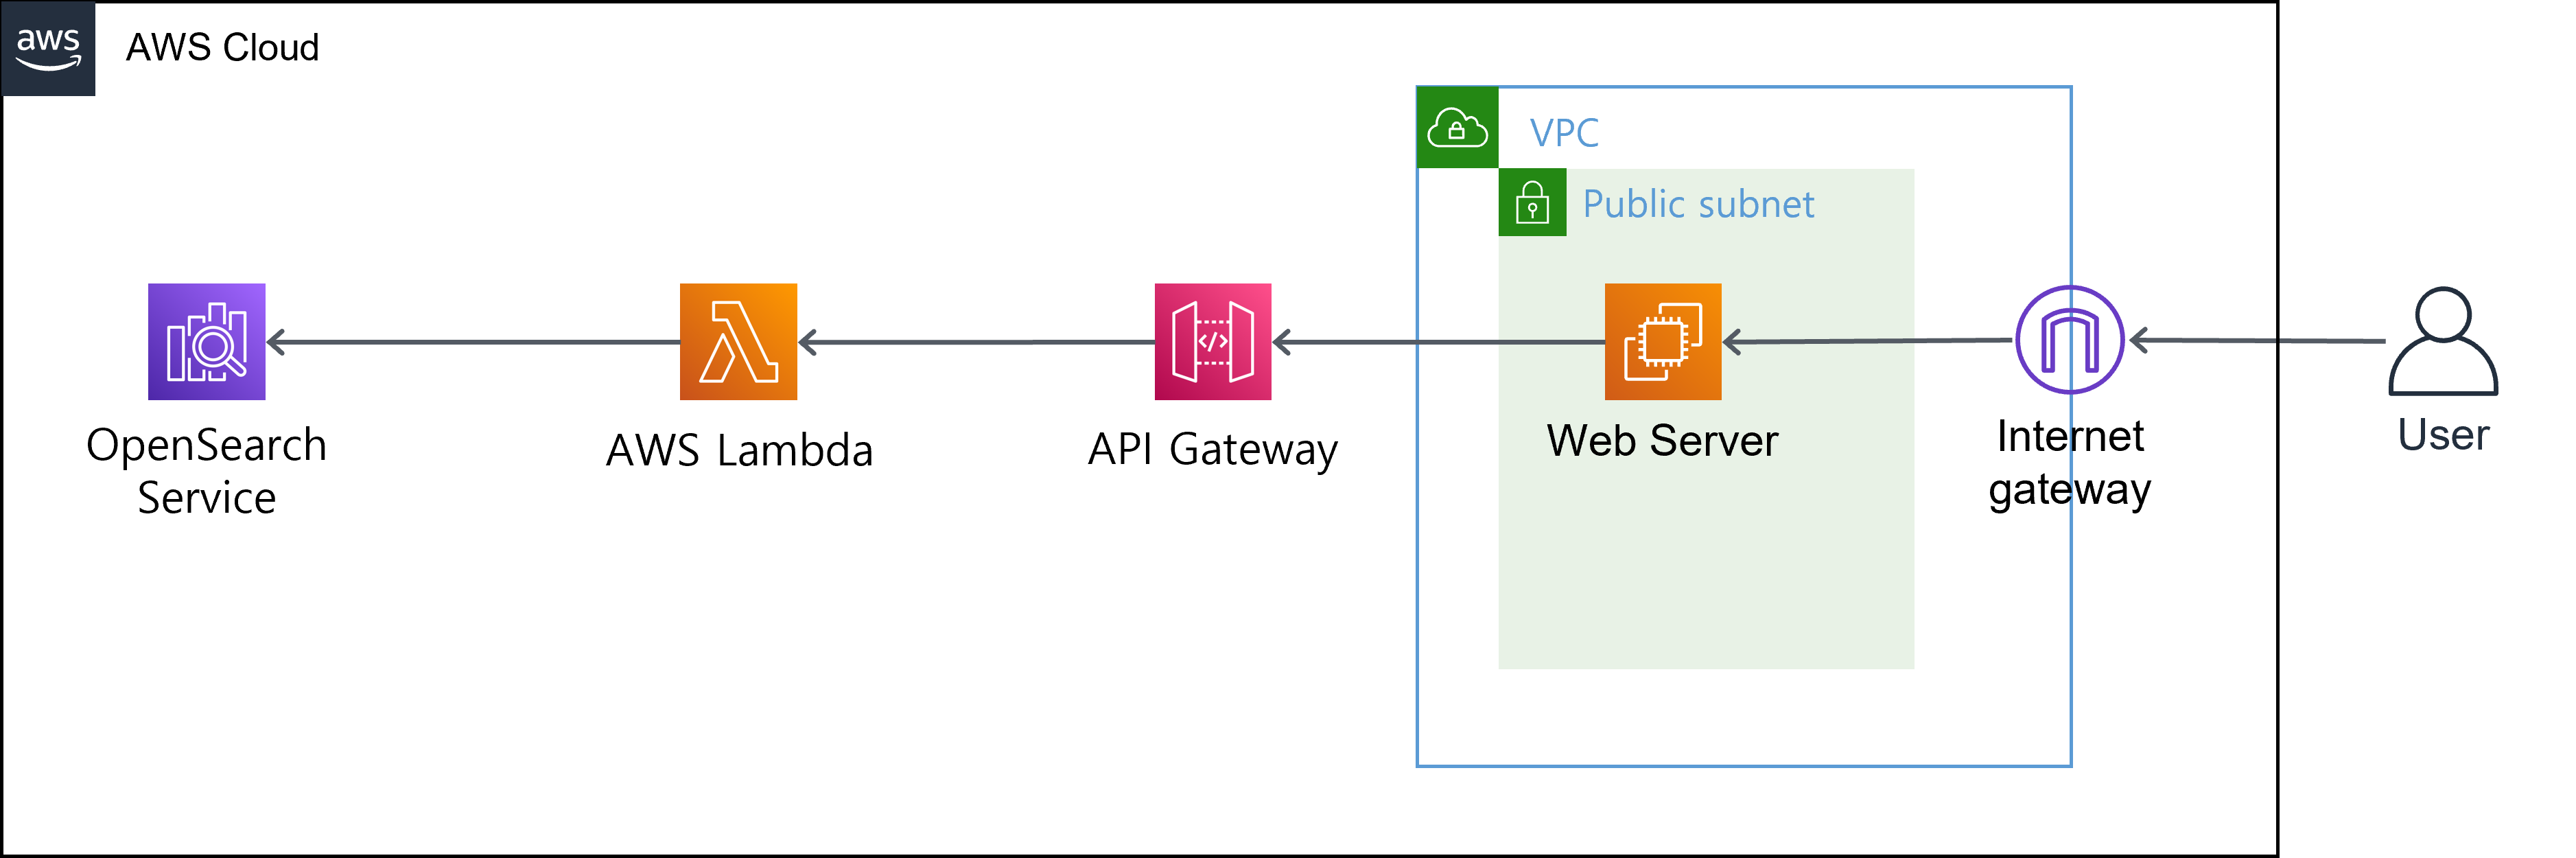 aws
AWS Cloud
VPC
Public subnet
OpenSearch
Service
AWS Lambda
</>
API Gateway
Web Server
Internet
gateway
User